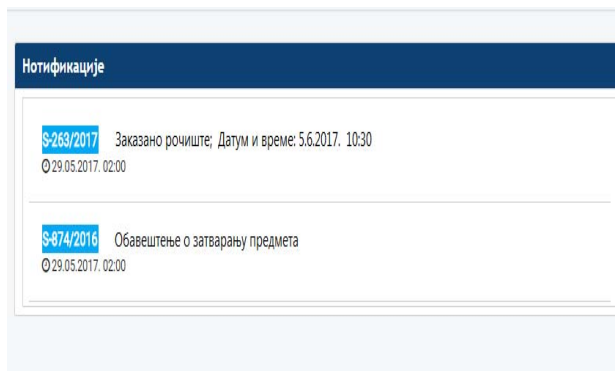 Нотификације
S-263/2017 Заказано рочиште; Датум и време: 5.6.2017. 10:30
29.05.2017. 02:00
S-874/2016 Обавештење о затварању предмета
29.05.2017. 02:00